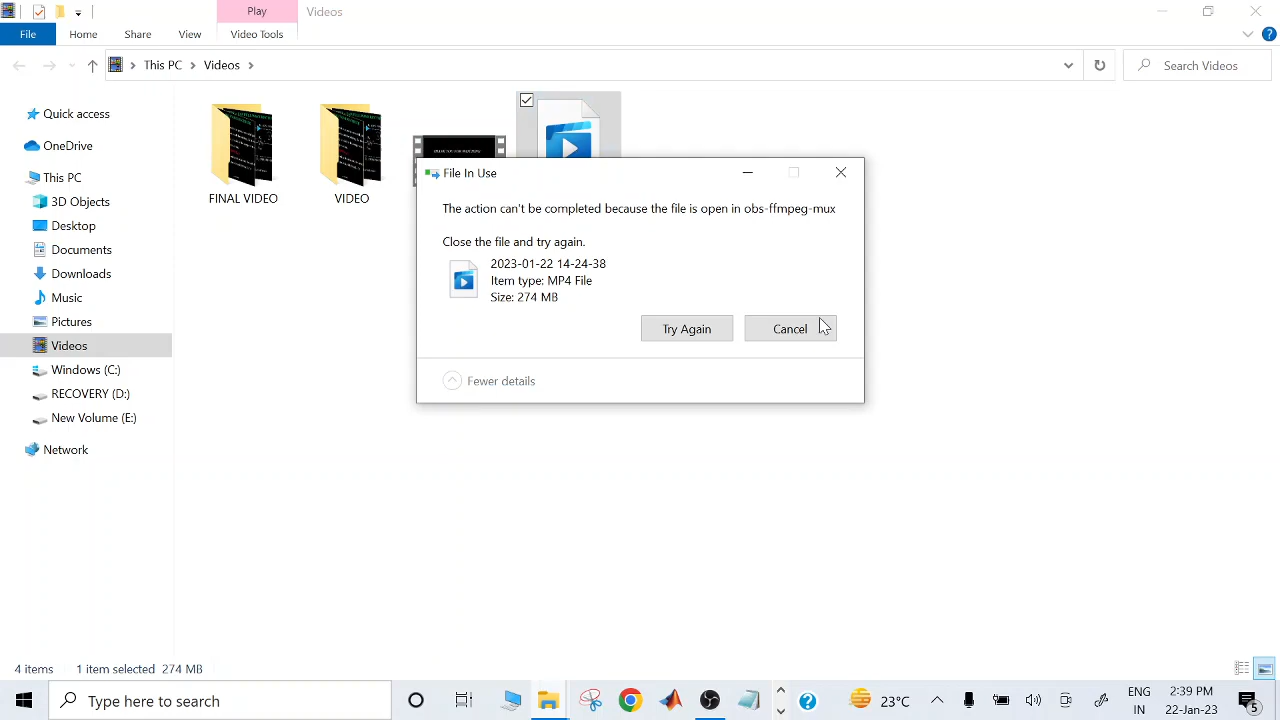 Play
Videos
File
Home
Share
View
Video Tools
This PC
Videos
Search Videos
Quick access
OneDrive
This PC
3D Objects
Desktop
Documents
Downloads
Music
Pictures
Videos
Windows (C:)
RECOVERY (D:)
New Volume (E:)
Network
FINAL VIDEO
VIDEO
File In Use
The action can't be completed because the file is open in obs-ffmpeg-mux
Close the file and try again.
2023-01-22 14-24-38
Item type: MP4 File
Size: 274 MB
Try Again
Cancel
Fewer details
4 items
1 item selected 274 MB
Type here to search
23°C
ENG
IN
2:39 PM
22-Jan-23
5